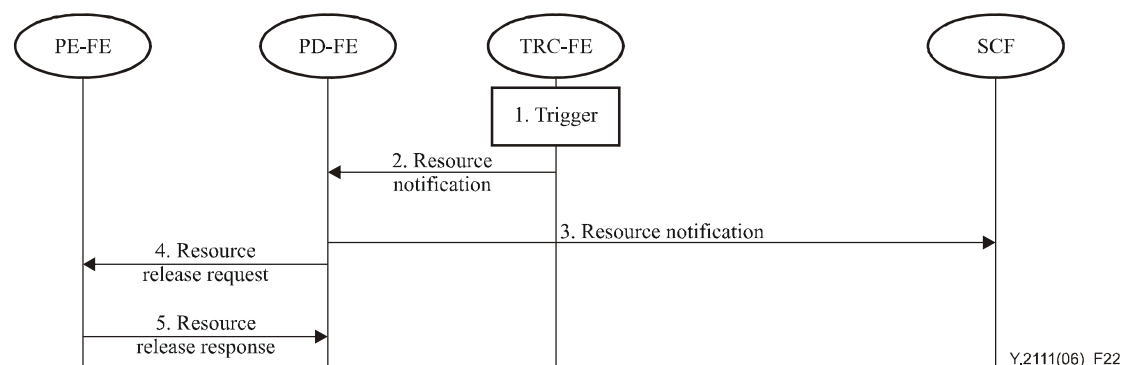 PE-FE
PD-FE
TRC-FE
SCF
1. Trigger
2. Resource
notification
3. Resource notification
4. Resource
release request
5. Resource
release response
Y.2111(06)_F22